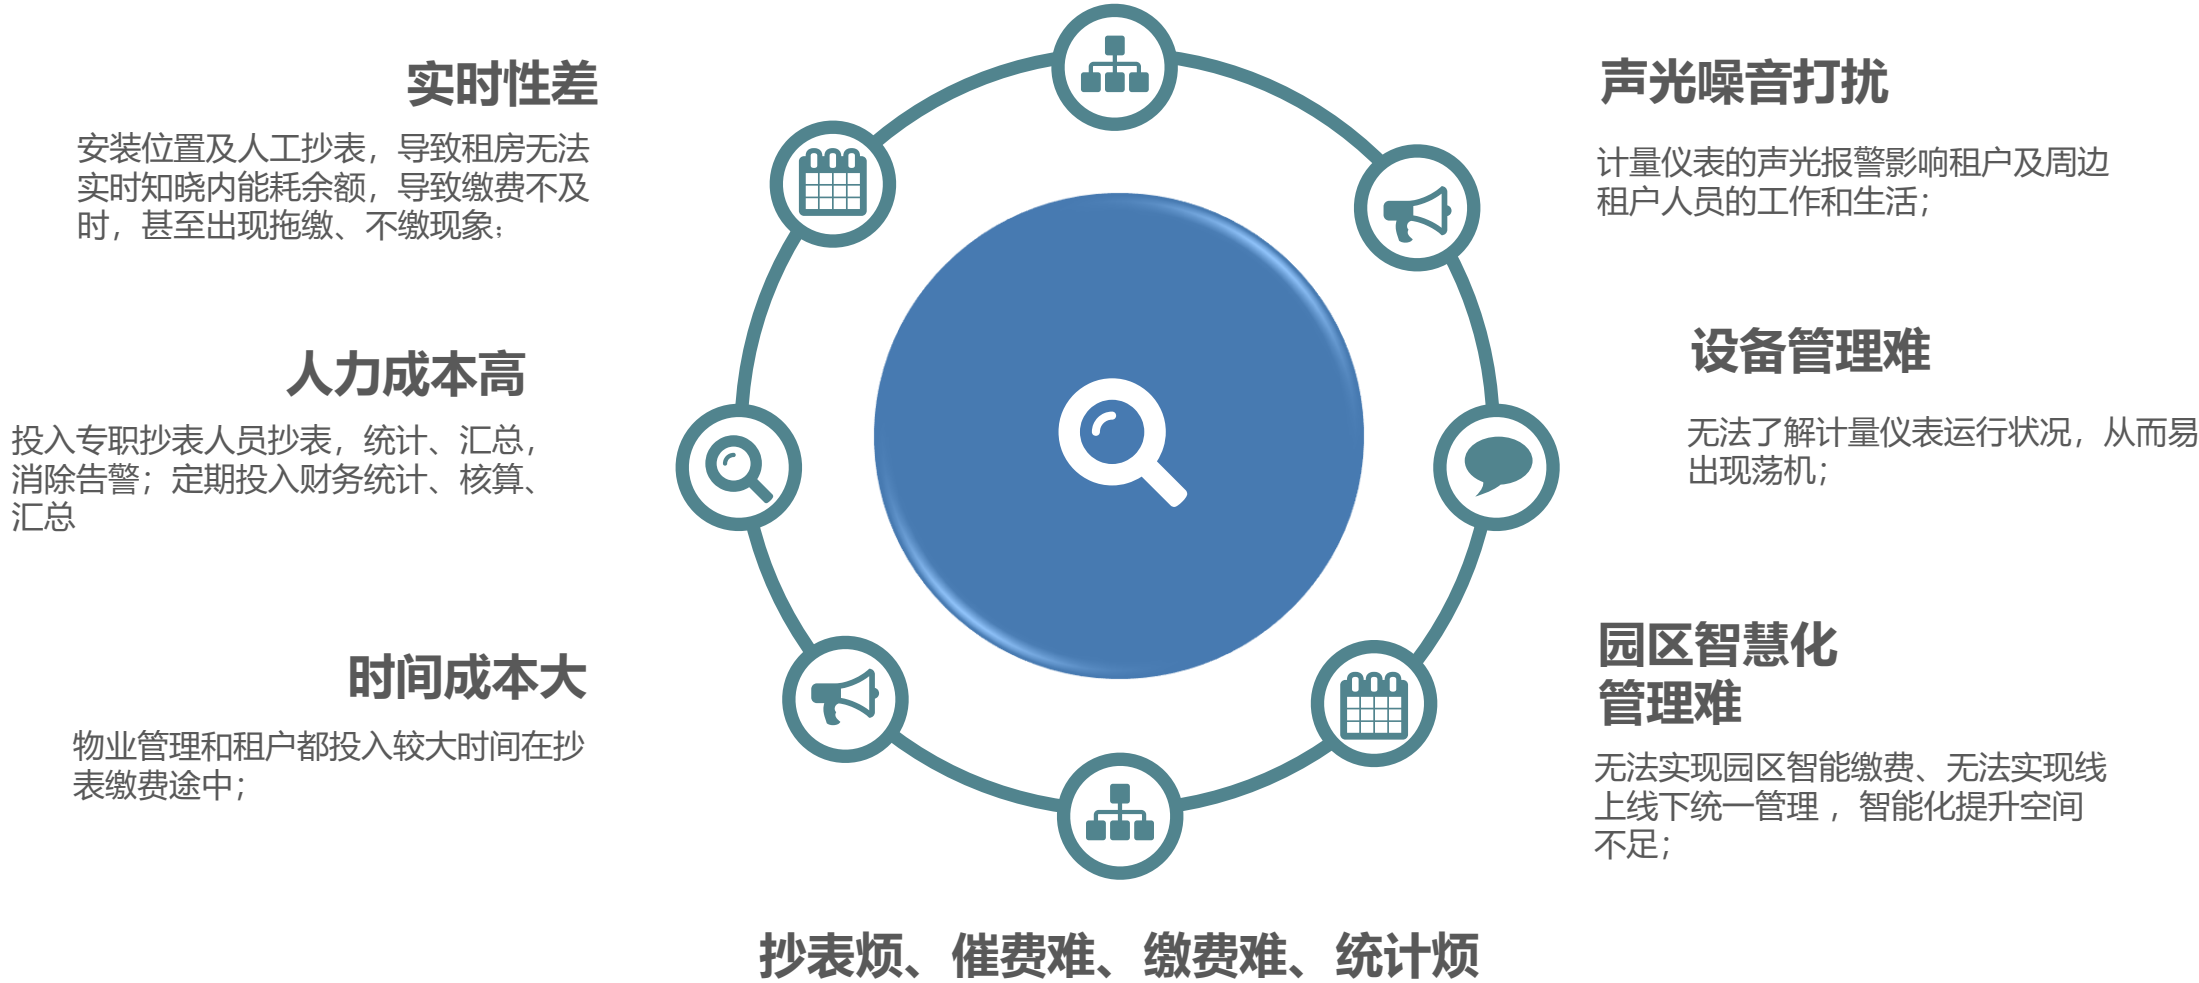 实时性差
安装位置及人工抄表，导致租房无法
实时知晓内能耗余额，导致缴费不及
时，甚至出现拖缴、不缴现象；
人力成本高
投入专职抄表人员抄表，统计、汇总，
消除告警；定期投入财务统计、核算、
汇总
时间成本大
物业管理和租户都投入较大时间在抄
表缴费途中；
声光噪音打扰
计量仪表的声光报警影响租户及周边
租户人员的工作和生活；
设备管理难
无法了解计量仪表运行状况，从而易
出现荡机；
园区智慧化
管理难
无法实现园区智能缴费、无法实现线
上线下统一管理 ，智能化提升空间
不足；
抄表烦、催费难、缴费难、统计烦